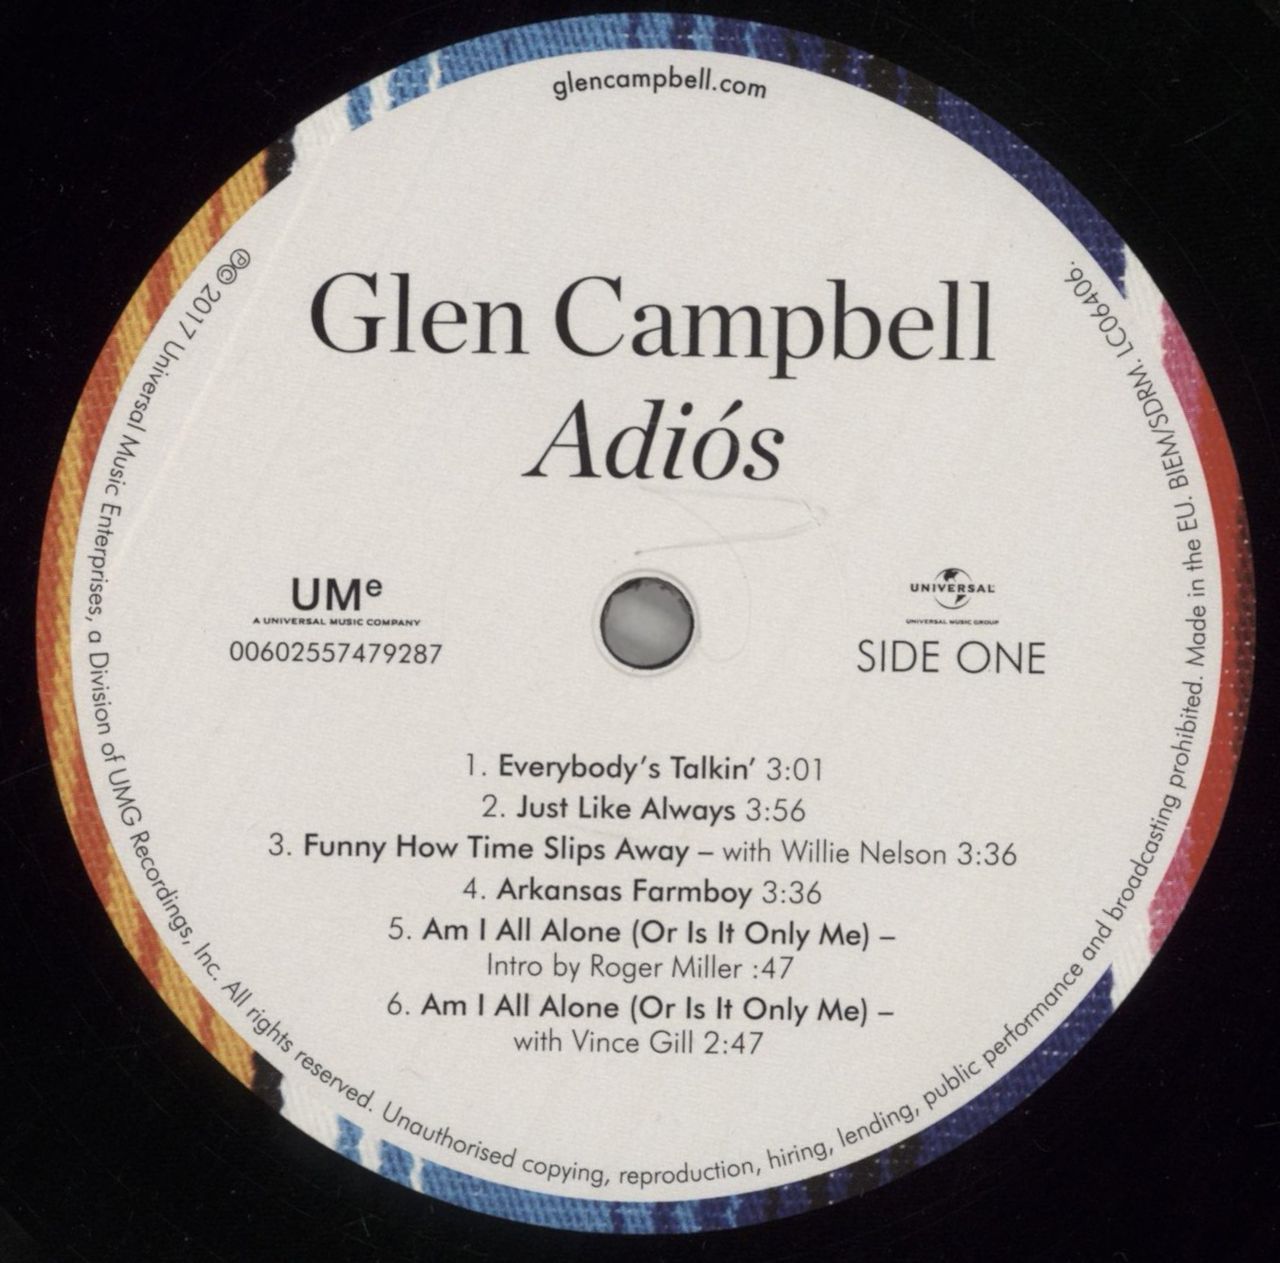 glencampbell.com
Glen Campbell
Adiós
UMe
A UNIVERSAL MUSIC COMPANY
00602557479287
UNIVERSAL
UNIVERSAL MUSIC GROUP
SIDE ONE
1. Everybody's Talkin' 3:01
2. Just Like Always 3:56
3. Funny How Time Slips Away – with Willie Nelson 3:36
4. Arkansas Farmboy 3:36
5. Am I All Alone (Or Is It Only Me) –
Intro by Roger Miller :47
6. Am I All Alone (Or Is It Only Me) –
with Vince Gill 2:47
℗© 2017 Universal Music Enterprises, a Division of UMG Recordings, Inc. All rights reserved. Unauthorised copying, reproduction, hiring, lending, public performance and broadcasting prohibited. Made in the EU. BIEM/SDRM. LC06406.